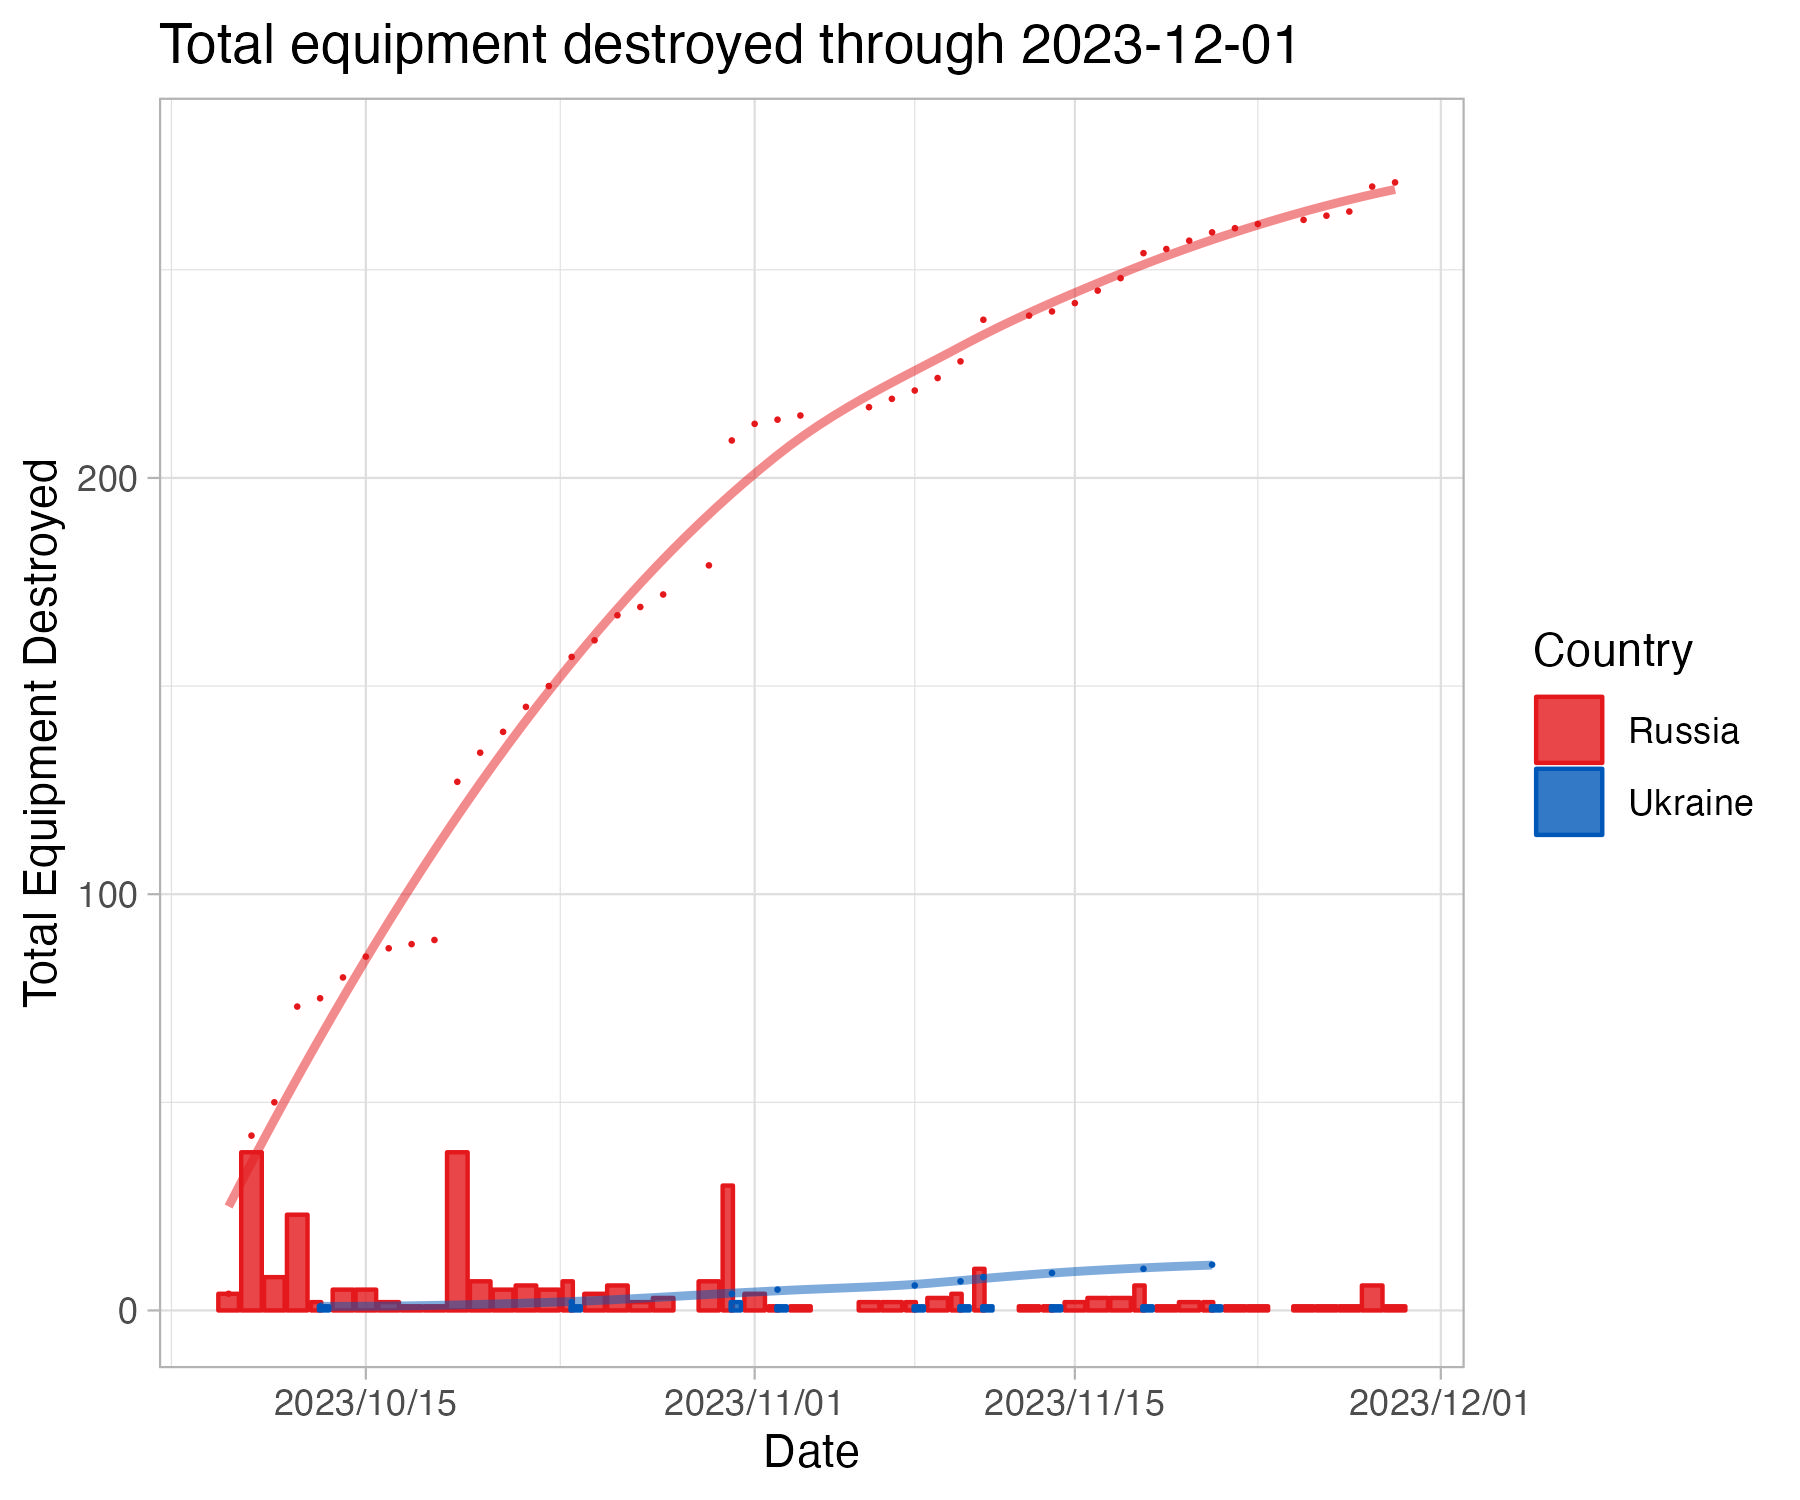 Total equipment destroyed through 2023-12-01
Total Equipment Destroyed
200
100
0
2023/10/15
2023/11/01
2023/11/15
2023/12/01
Date
Country
Russia
Ukraine